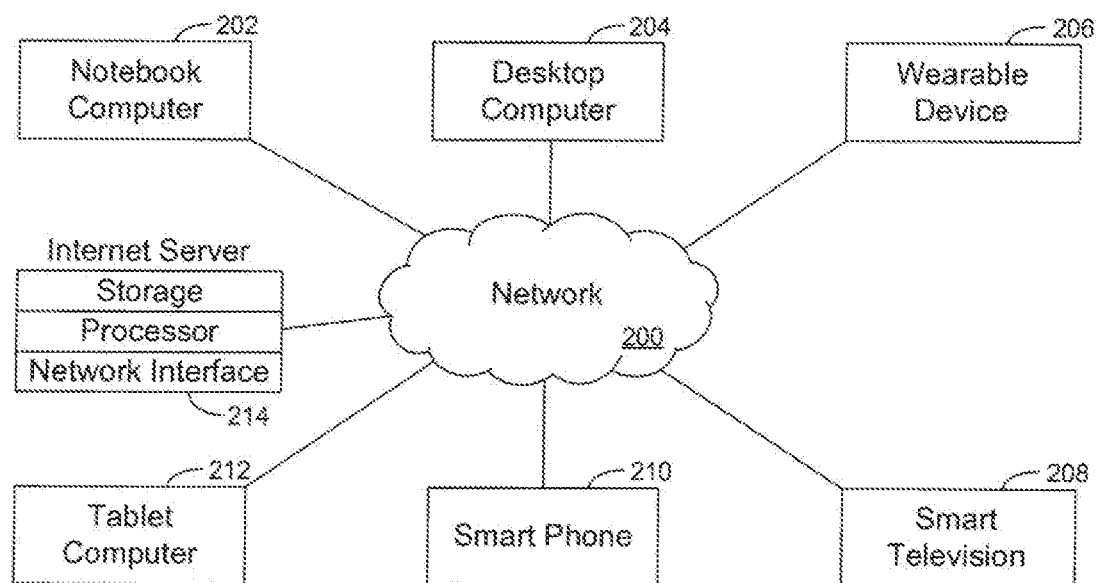 202
Notebook
Computer
204
Desktop
Computer
206
Wearable
Device
Internet Server
Storage
Processor
Network Interface
214
Network
200
212
Tablet
Computer
210
Smart Phone
208
Smart
Television